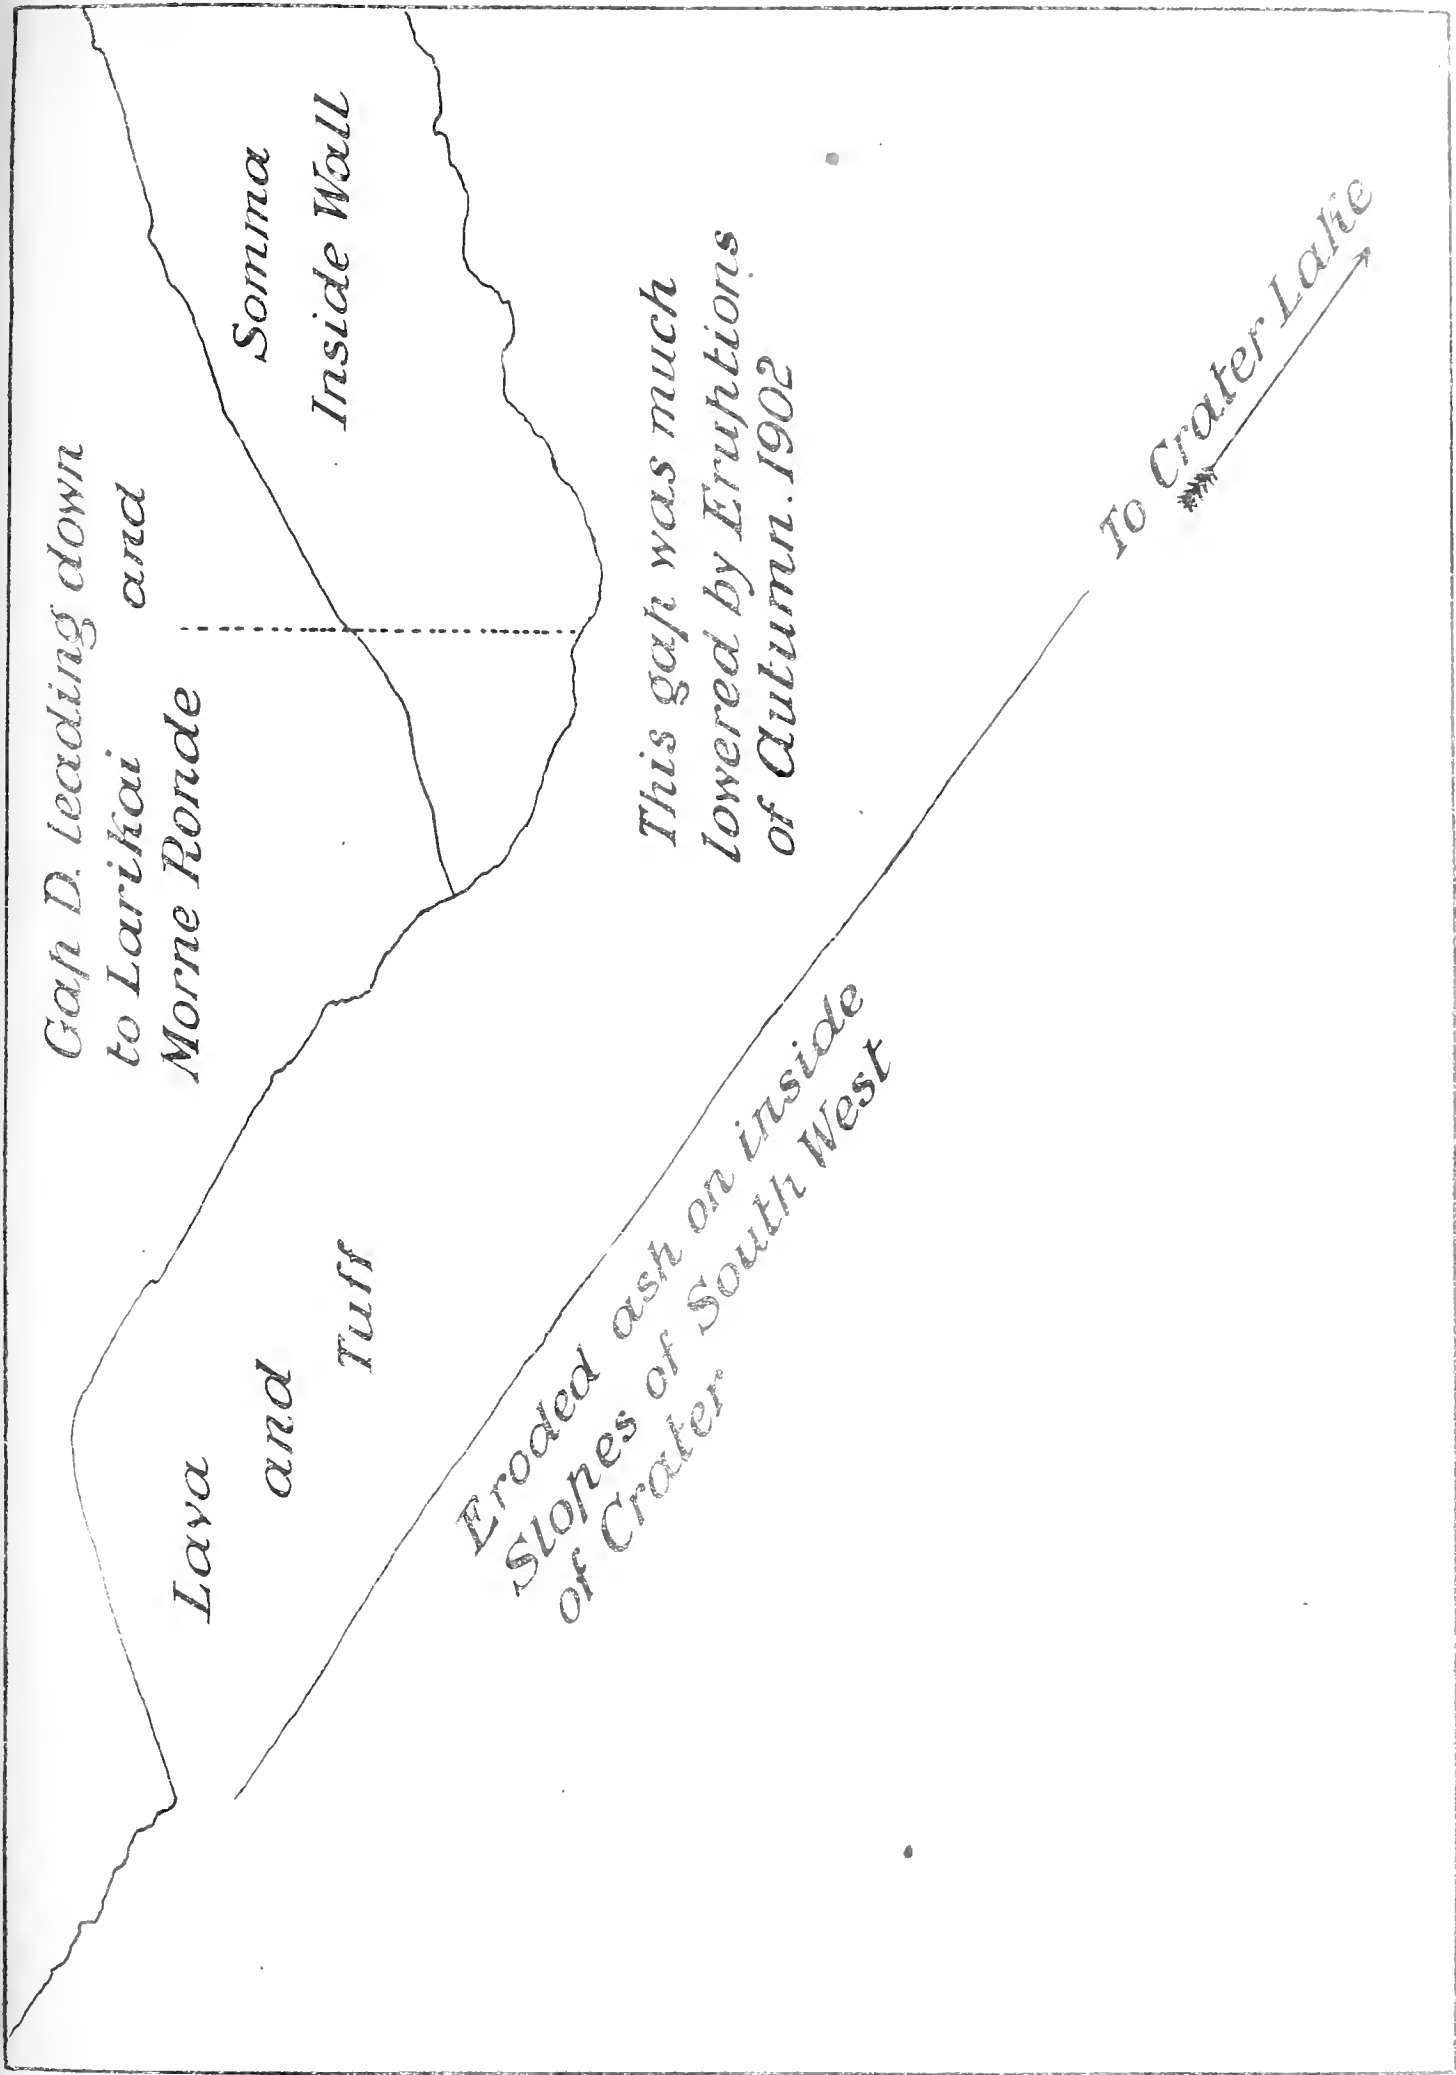 Gap D. leading down
to Larikai and
Morne Ronde
Somma
Inside Wall
Lava
and
Tuff
This gap was much
lowered by Eruptions
of Autumn. 1902
Eroded ash on inside
Slopes of South West
of Crater
To Crater Lake